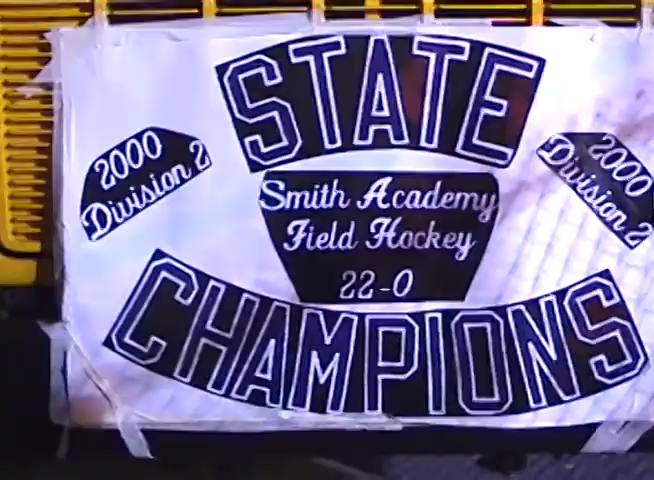 STATE
2000
Division 2
Smith Academy
Field Hockey
22-0
2000
Division 2
CHAMPIONS